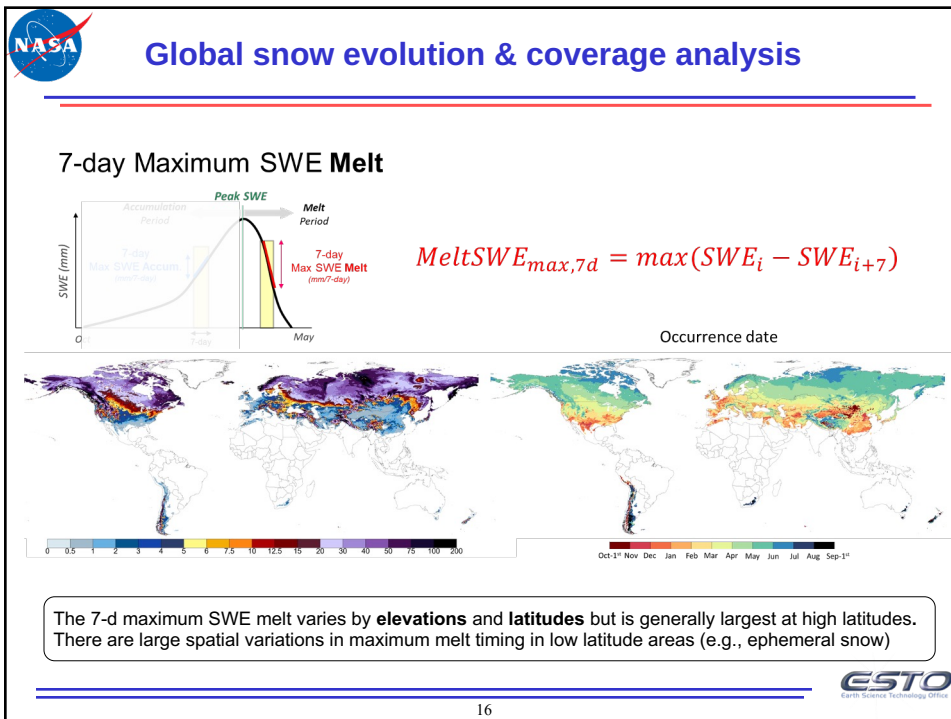 NASA
Global snow evolution & coverage analysis
7-day Maximum SWE Melt
Peak SWE
Accumulation
Period
Melt
Period
SWE (mm)
7-day
Max SWE Accum.
(mm/7-day)
7-day
Max SWE Melt
(mm/7-day)
Oct
7-day
May
MeltSWE_{max,7d} = max(SWE_i − SWE_{i+7})
Occurrence date
0 0.5 1 2 3 4 5 6 7.5 10 12.5 15 20 30 40 50 75 100 200
Oct-1st Nov Dec Jan Feb Mar Apr May Jun Jul Aug Sep-1st
The 7-d maximum SWE melt varies by elevations and latitudes but is generally largest at high latitudes.
There are large spatial variations in maximum melt timing in low latitude areas (e.g., ephemeral snow)
ESTO
Earth Science Technology Office
16